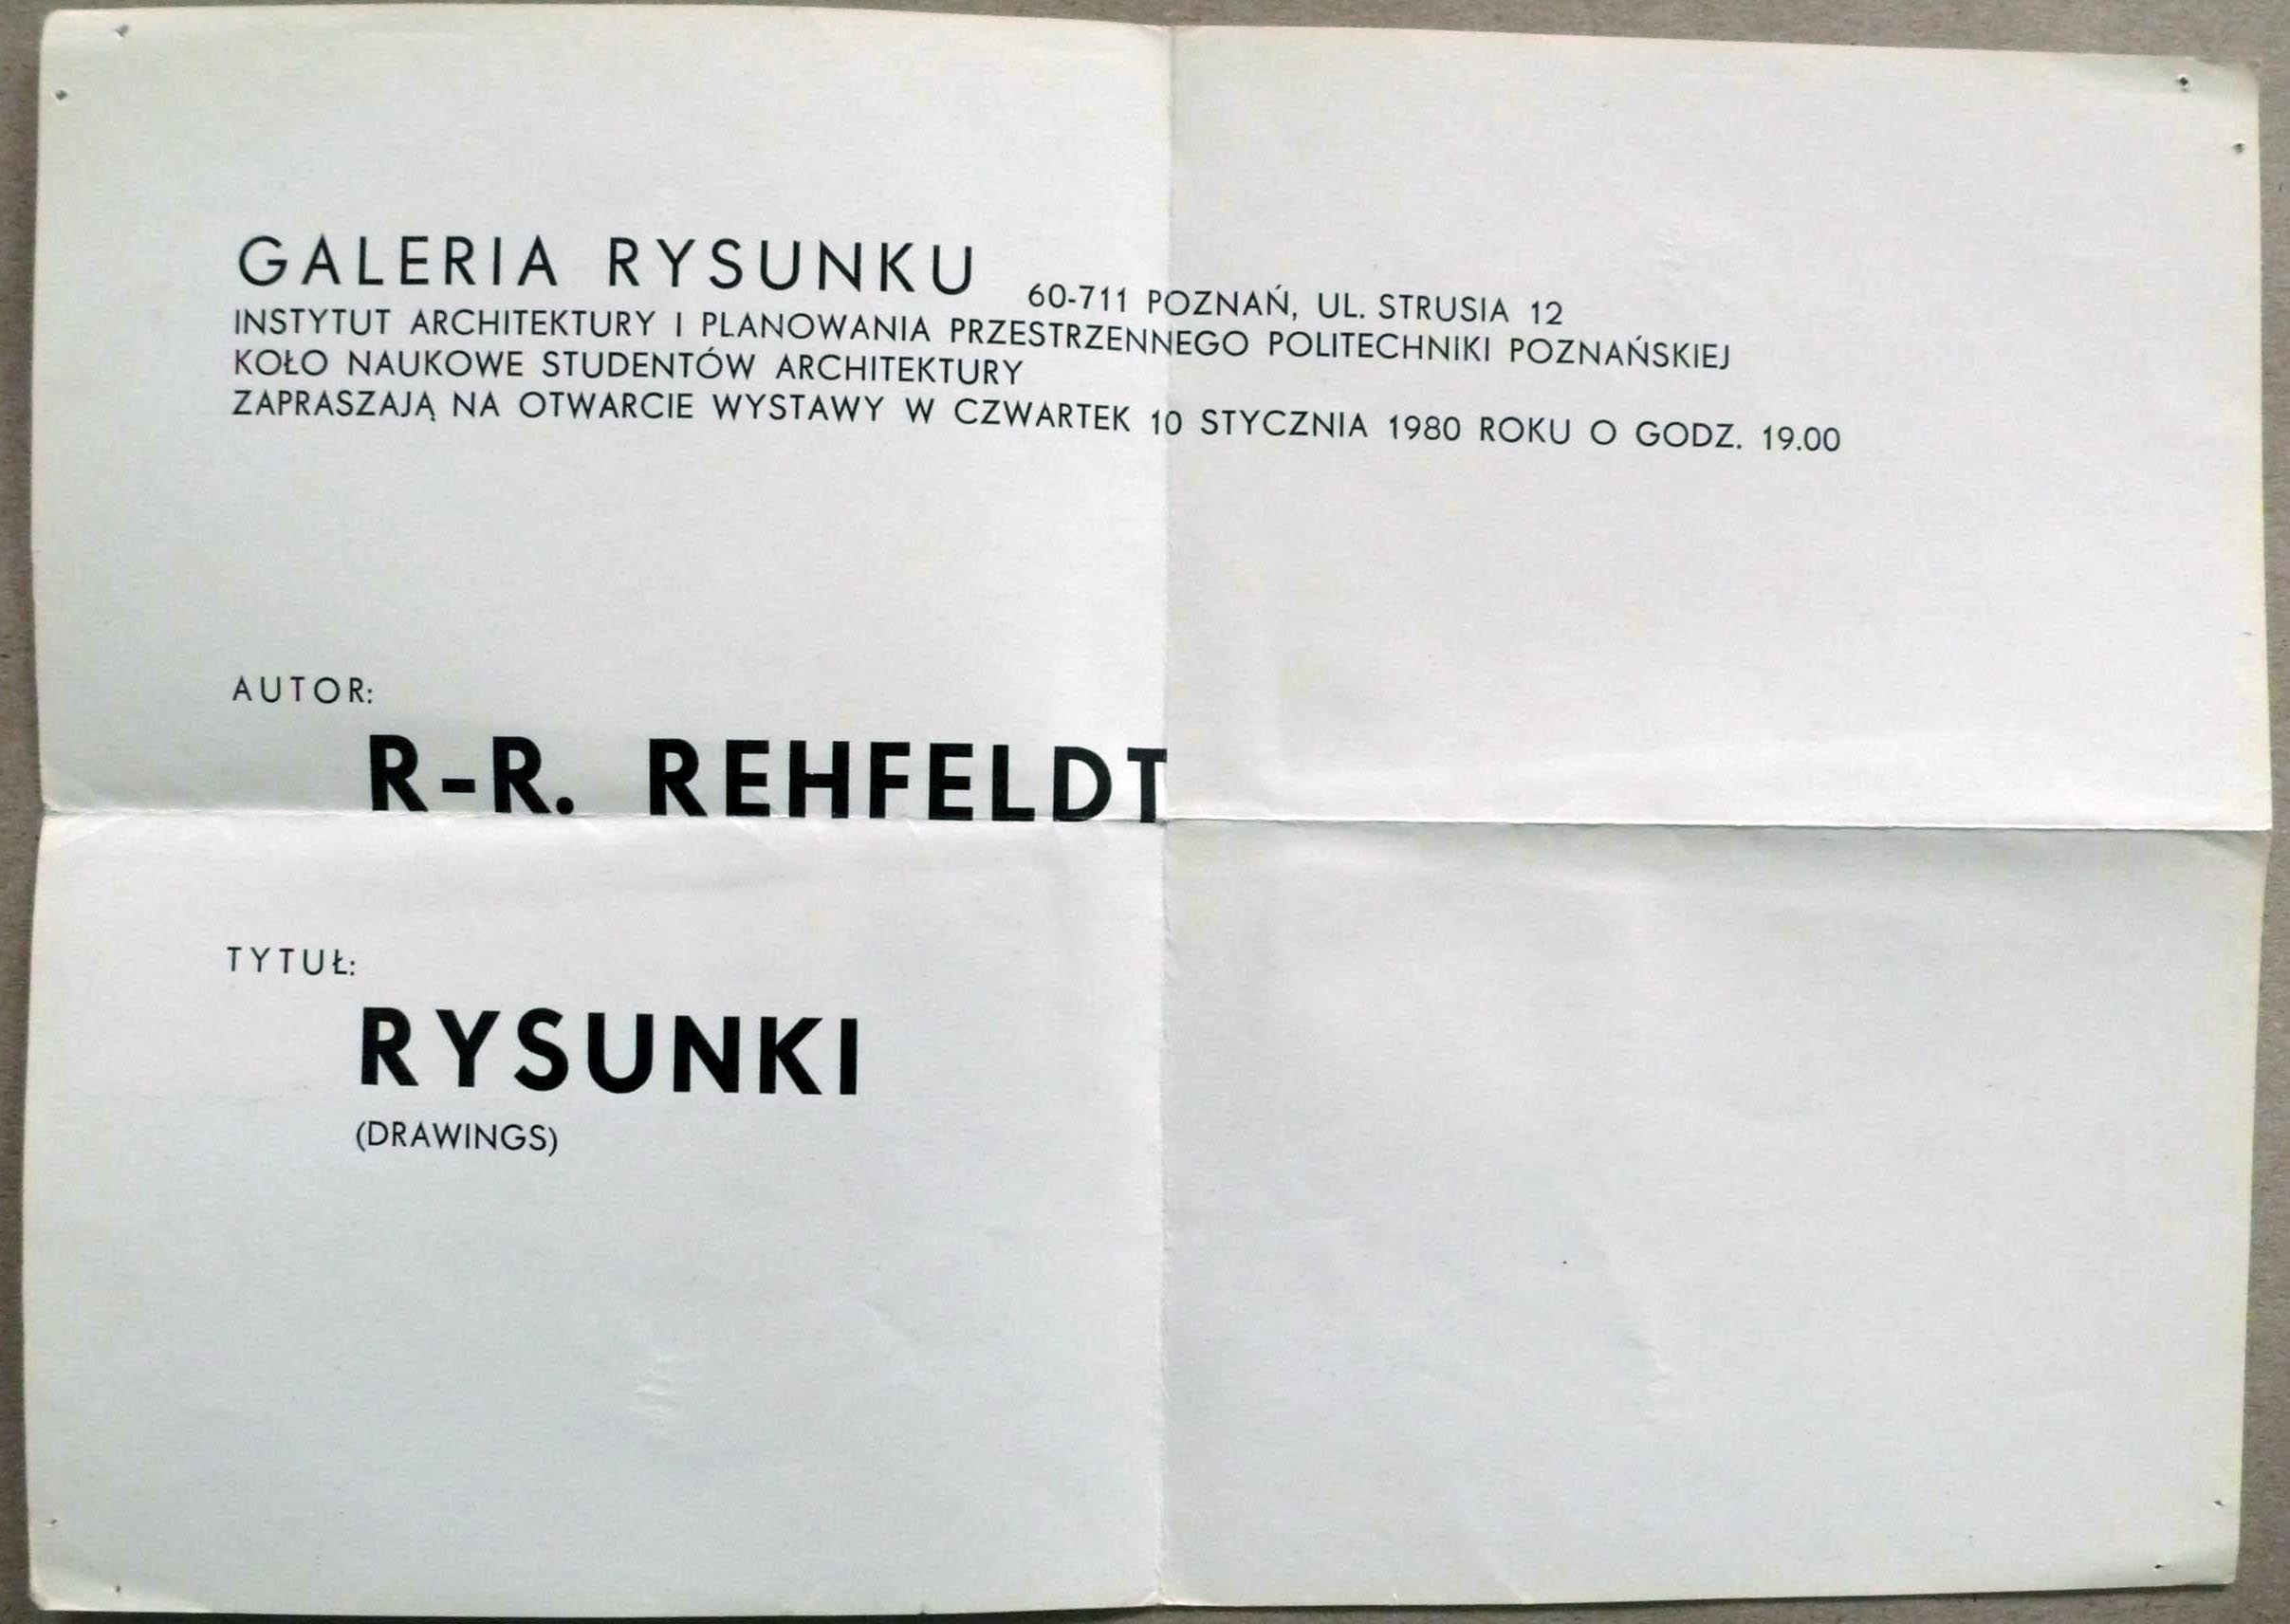 GALERIA RYSUNKU 60-711 POZNAŃ, UL. STRUSIA 12
INSTYTUT ARCHITEKTURY I PLANOWANIA PRZESTRZENNEGO POLITECHNIKI POZNAŃSKIEJ
KOŁO NAUKOWE STUDENTÓW ARCHITEKTURY
ZAPRASZAJĄ NA OTWARCIE WYSTAWY W CZWARTEK 10 STYCZNIA 1980 ROKU O GODZ. 19.00
AUTOR:
R-R. REHFELDT
TYTUŁ:
RYSUNKI
(DRAWINGS)